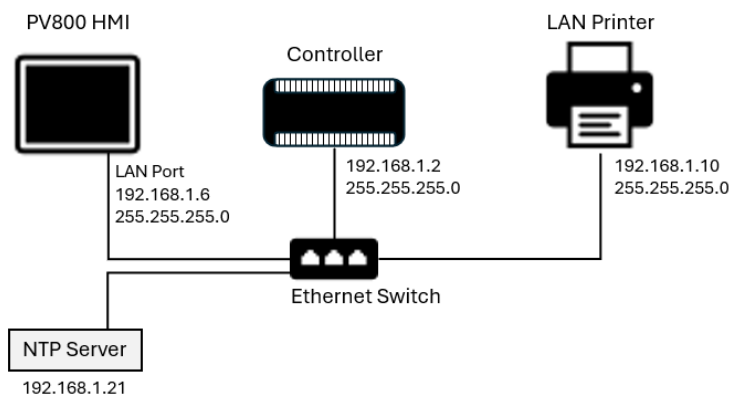 PV800 HMI
Controller
LAN Printer
LAN Port
192.168.1.6
255.255.255.0
192.168.1.2
255.255.255.0
192.168.1.10
255.255.255.0
Ethernet Switch
NTP Server
192.168.1.21